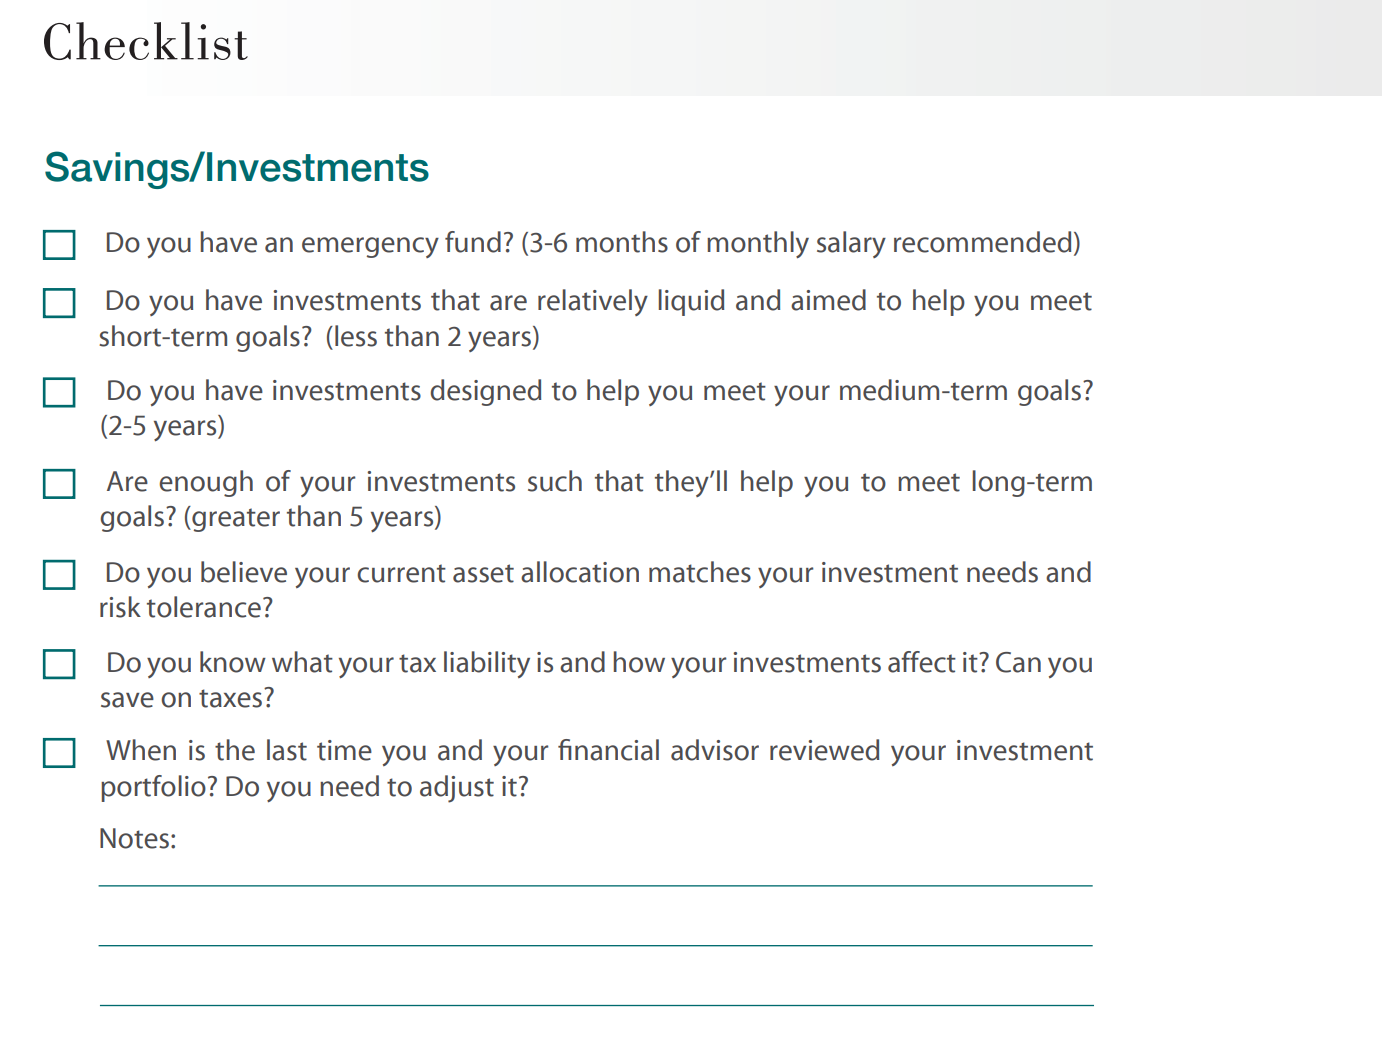 Checklist
Savings/Investments
Do you have an emergency fund? (3-6 months of monthly salary recommended)
Do you have investments that are relatively liquid and aimed to help you meet
short-term goals?  (less than 2 years)
Do you have investments designed to help you meet your medium-term goals?
(2-5 years)
Are enough of your investments such that they’ll help you to meet long-term
goals? (greater than 5 years)
Do you believe your current asset allocation matches your investment needs and
risk tolerance?
Do you know what your tax liability is and how your investments affect it? Can you
save on taxes?
When is the last time you and your financial advisor reviewed your investment
portfolio? Do you need to adjust it?
Notes: